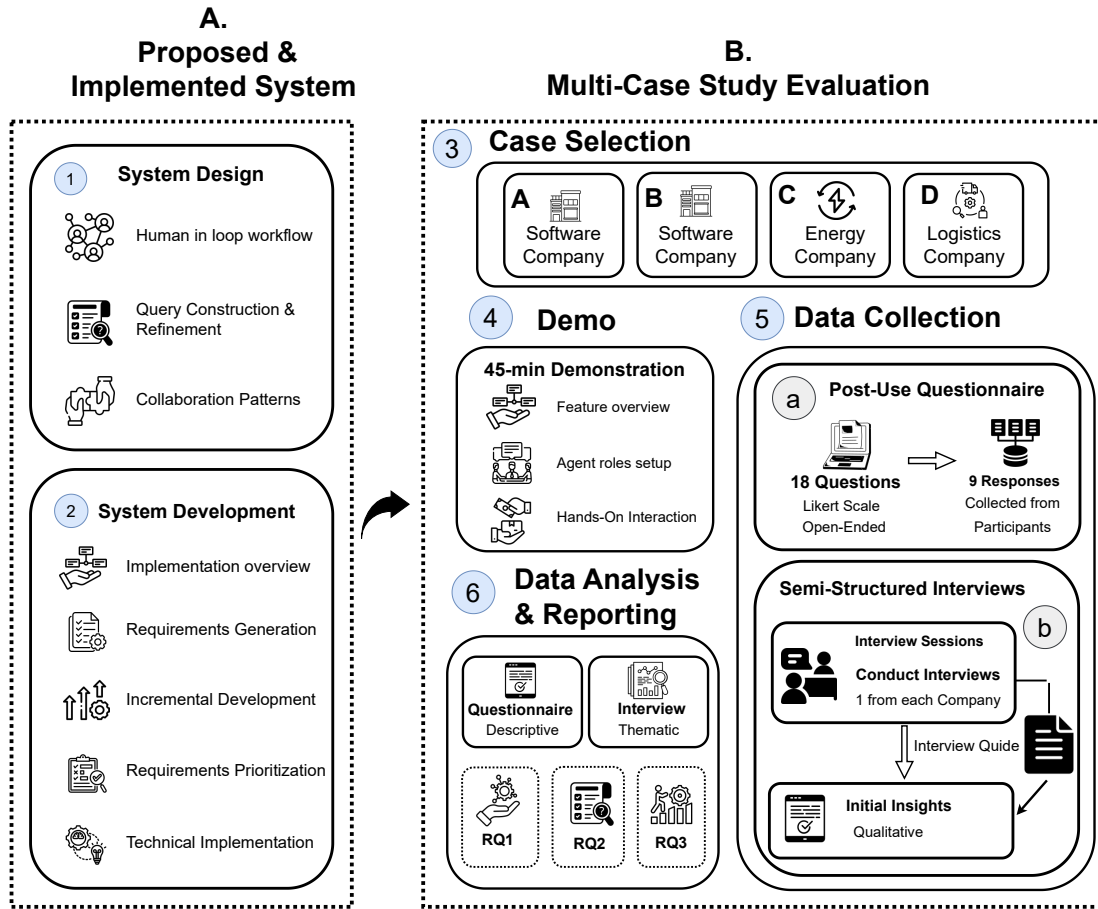 A.
Proposed &
Implemented System
1
System Design
Human in loop workflow
Query Construction &
Refinement
Collaboration Patterns
2
System Development
Implementation overview
Requirements Generation
Incremental Development
Requirements Prioritization
Technical Implementation
B.
Multi-Case Study Evaluation
3
Case Selection
A
Software
Company
B
Software
Company
C
Energy
Company
D
Logistics
Company
4
Demo
45-min Demonstration
Feature overview
Agent roles setup
Hands-On Interaction
5
Data Collection
a
Post-Use Questionnaire
18 Questions
Likert Scale
Open-Ended
9 Responses
Collected from
Participants
Semi-Structured Interviews
b
Interview Sessions
Conduct Interviews
1 from each Company
Interview Quide
Initial Insights
Qualitative
6
Data Analysis
& Reporting
Questionnaire
Descriptive
Interview
Thematic
RQ1
RQ2
RQ3